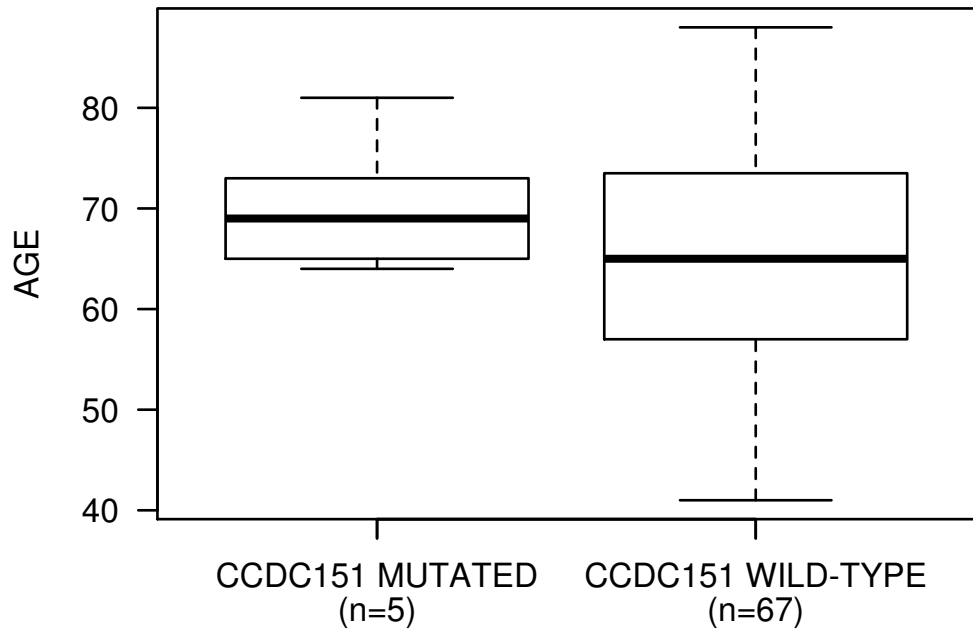 AGE
80
70
60
50
40
CCDC151 MUTATED
(n=5)
CCDC151 WILD-TYPE
(n=67)